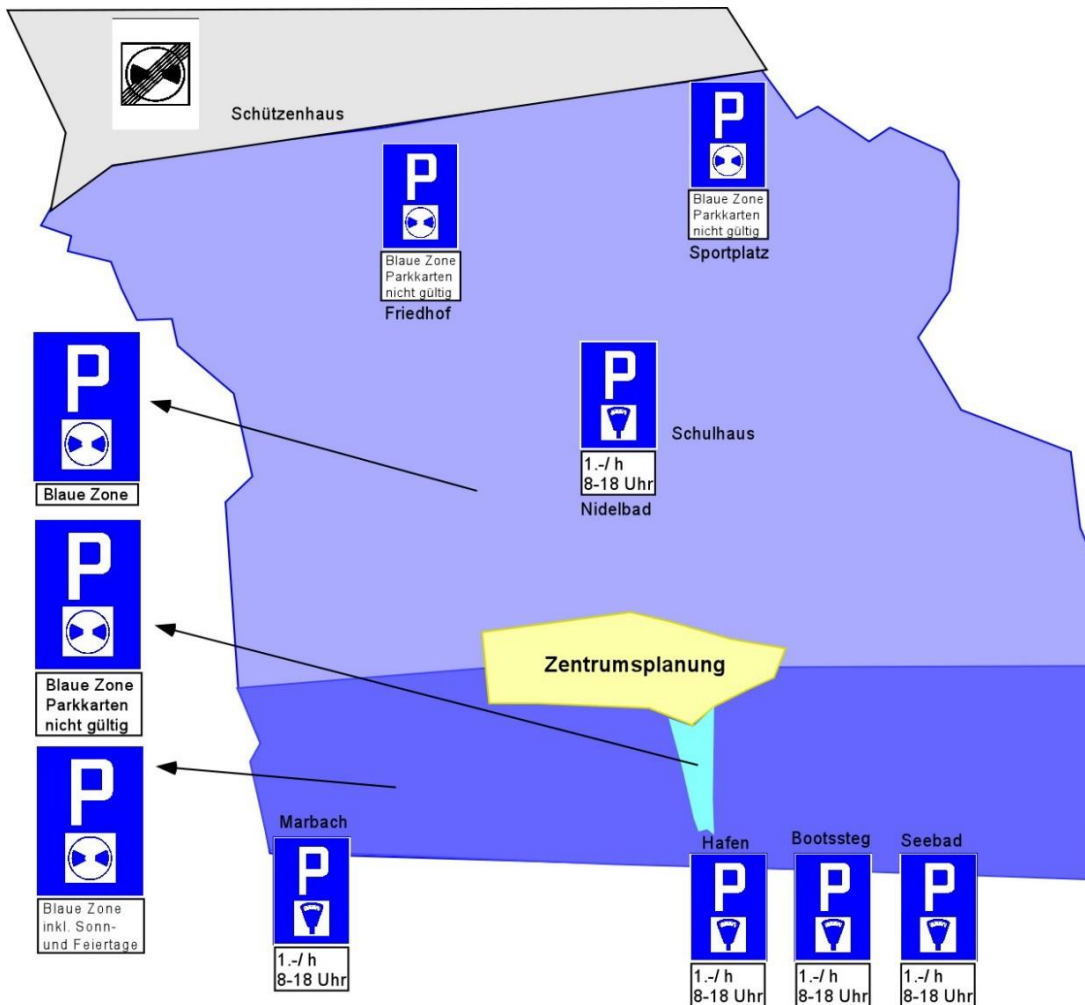 Schützenhaus
P
Blaue Zone
Parkkarten
nicht gültig
Sportplatz
P
Blaue Zone
Parkkarten
nicht gültig
Friedhof
P
Blaue Zone
P
1.-/ h
8-18 Uhr
Schulhaus
Nidelbad
P
Blaue Zone
Parkkarten
nicht gültig
Zentrumsplanung
P
Blaue Zone
inkl. Sonn-
und Feiertage
Marbach
P
1.-/ h
8-18 Uhr
Hafen
P
1.-/ h
8-18 Uhr
Bootssteg
P
1.-/ h
8-18 Uhr
Seebad
P
1.-/ h
8-18 Uhr